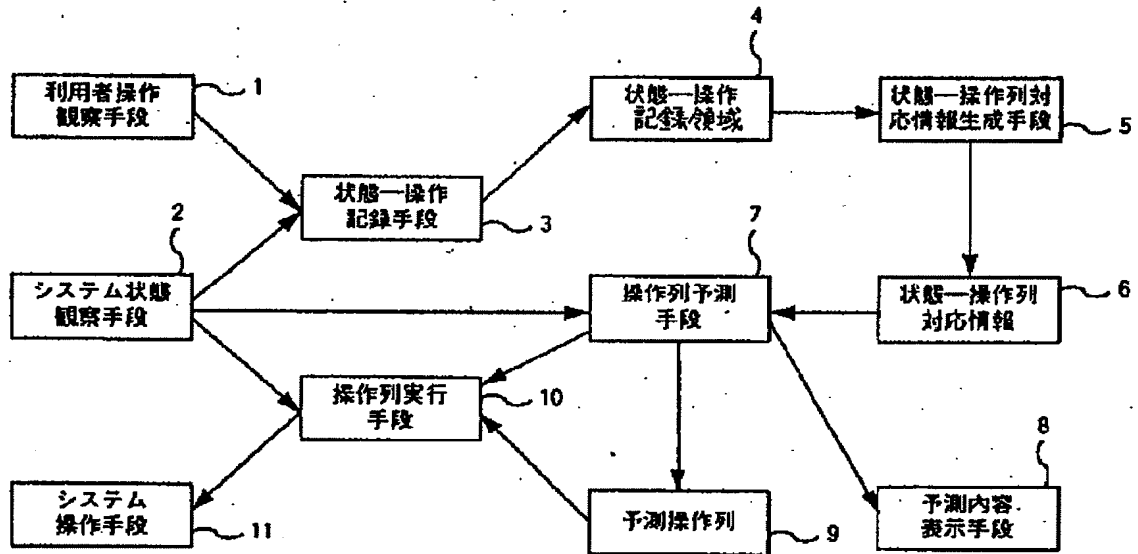 1
利用者操作
観察手段
2
システム状態
観察手段
3
状態—操作
記録手段
4
状態—操作
記録領域
5
状態—操作列対
応情報生成手段
6
状態—操作列
対応情報
7
操作列予測
手段
8
予測内容
表示手段
9
予測操作列
10
操作列実行
手段
11
システム
操作手段